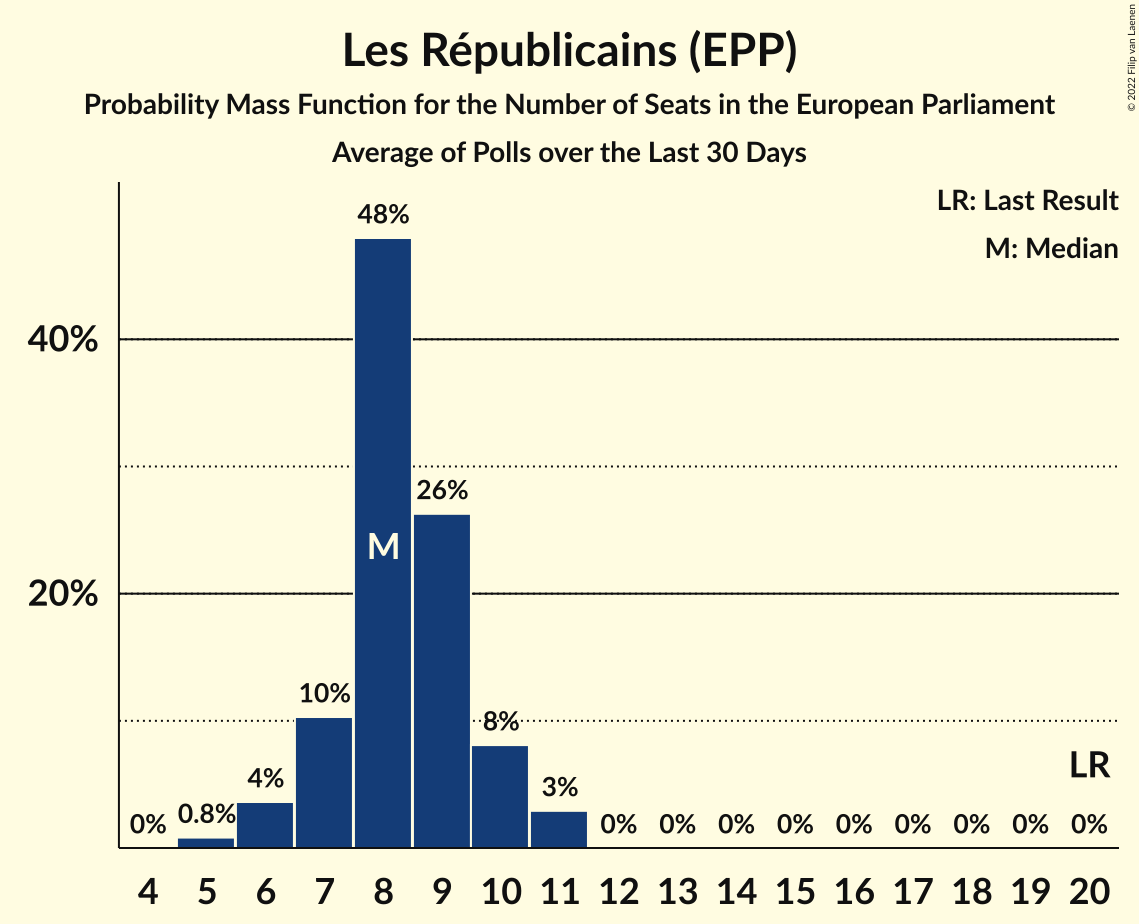 Les Républicains (EPP)
Probability Mass Function for the Number of Seats in the European Parliament
Average of Polls over the Last 30 Days
© 2022 Filip van Laenen
LR: Last Result
M: Median
48%
40%
26%
M
20%
10%
8%
LR
4%
3%
0% 0.8% 0% 0% 0% 0% 0% 0% 0% 0% 0%
4 5 6 7 8 9 10 11 12 13 14 15 16 17 18 19 20